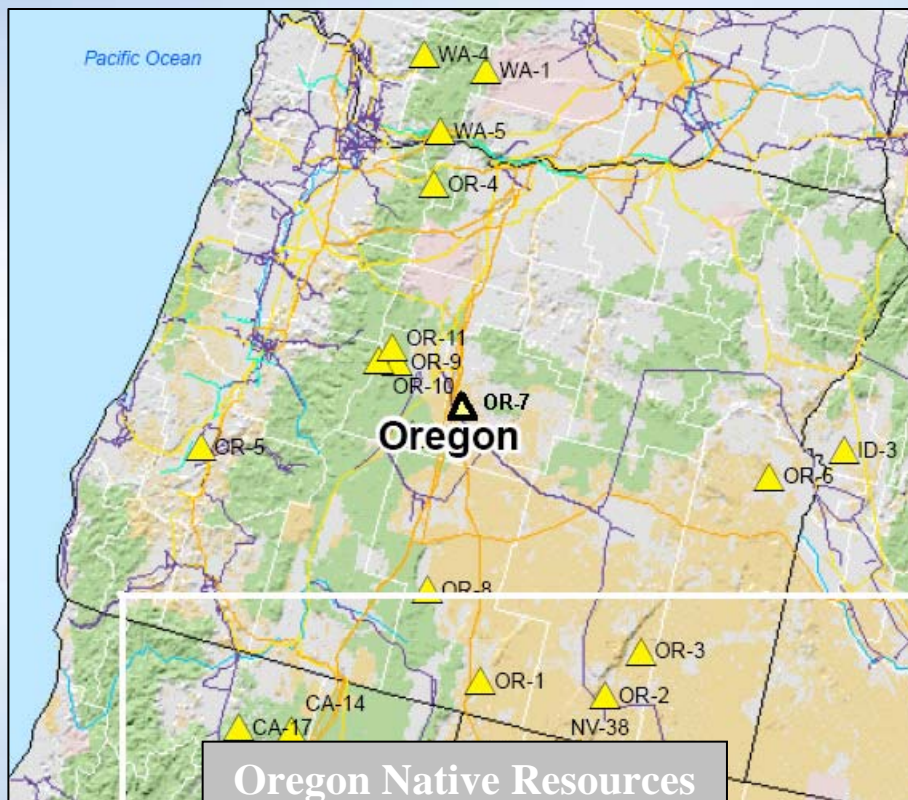 Pacific Ocean
WA-4
WA-1
WA-5
OR-4
OR-11
OR-9
OR-10
OR-7
Oregon
OR-5
ID-3
OR-6
OR-8
OR-3
OR-1
OR-2
CA-14
NV-38
CA-17
Oregon Native Resources